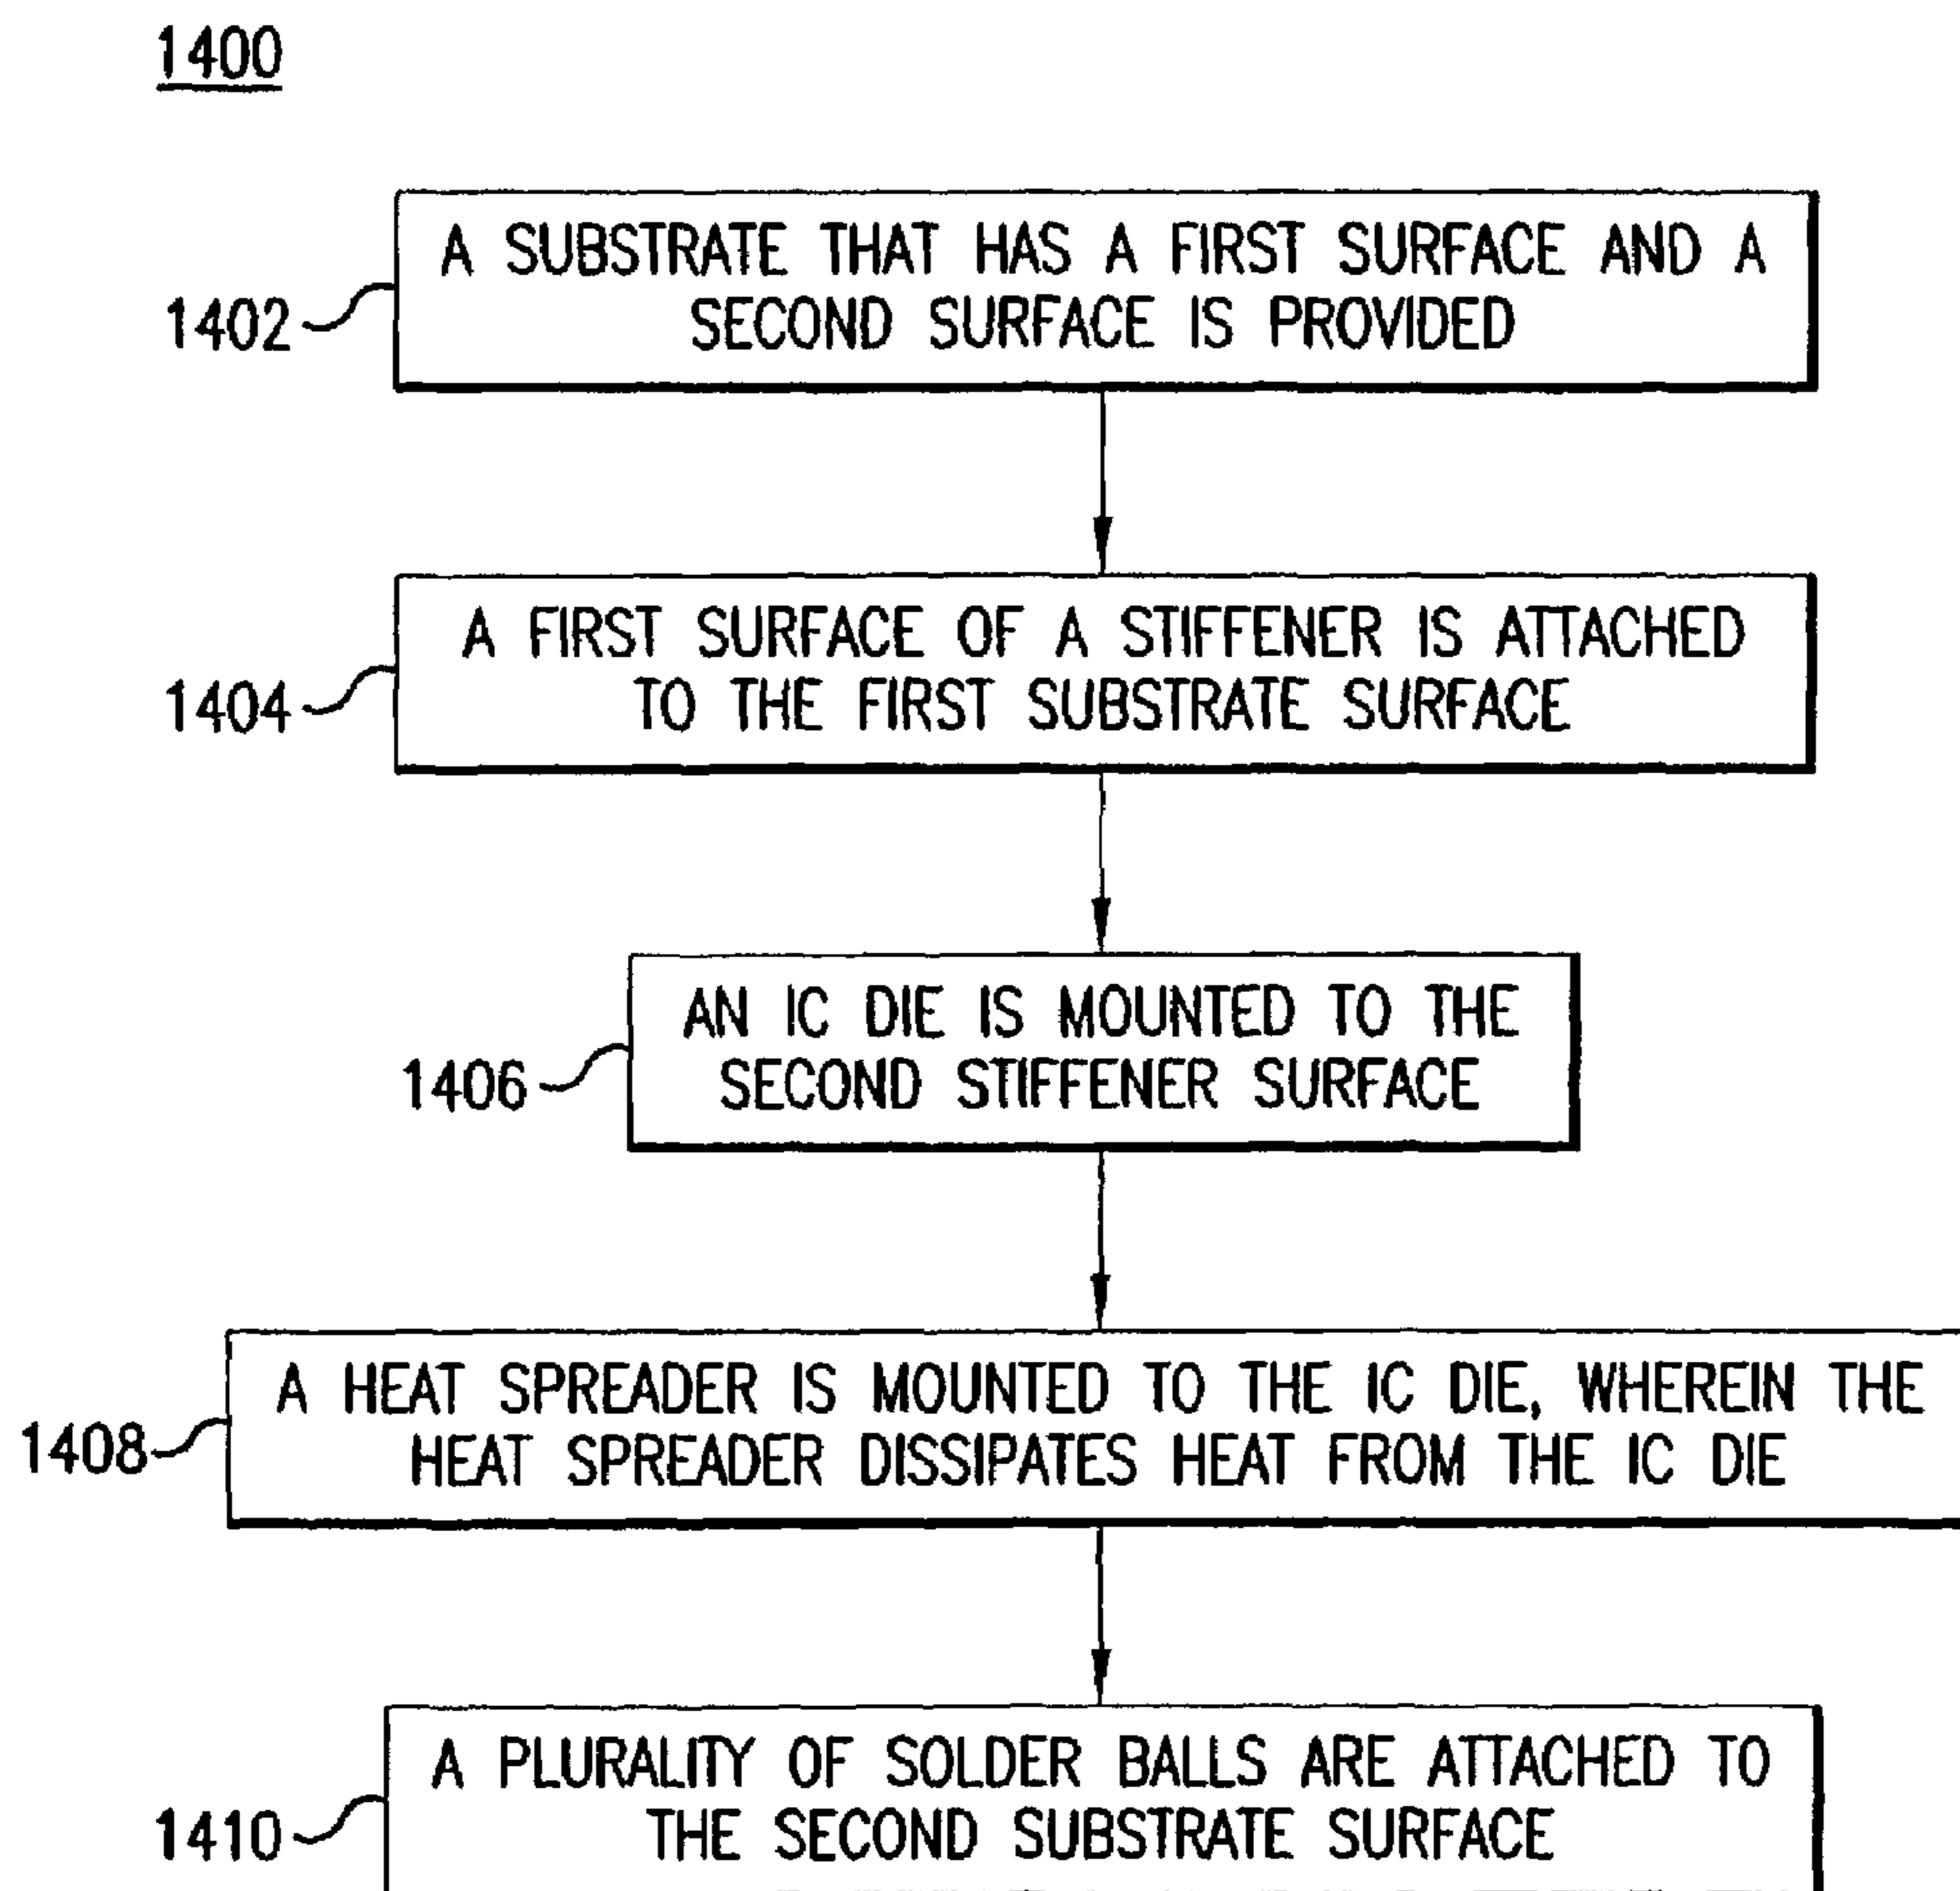 1400
A SUBSTRATE THAT HAS A FIRST SURFACE AND A
SECOND SURFACE IS PROVIDED
1402
A FIRST SURFACE OF A STIFFENER IS ATTACHED
TO THE FIRST SUBSTRATE SURFACE
1404
AN IC DIE IS MOUNTED TO THE
SECOND STIFFENER SURFACE
1406
A HEAT SPREADER IS MOUNTED TO THE IC DIE, WHEREIN THE
HEAT SPREADER DISSIPATES HEAT FROM THE IC DIE
1408
A PLURALITY OF SOLDER BALLS ARE ATTACHED TO
THE SECOND SUBSTRATE SURFACE
1410